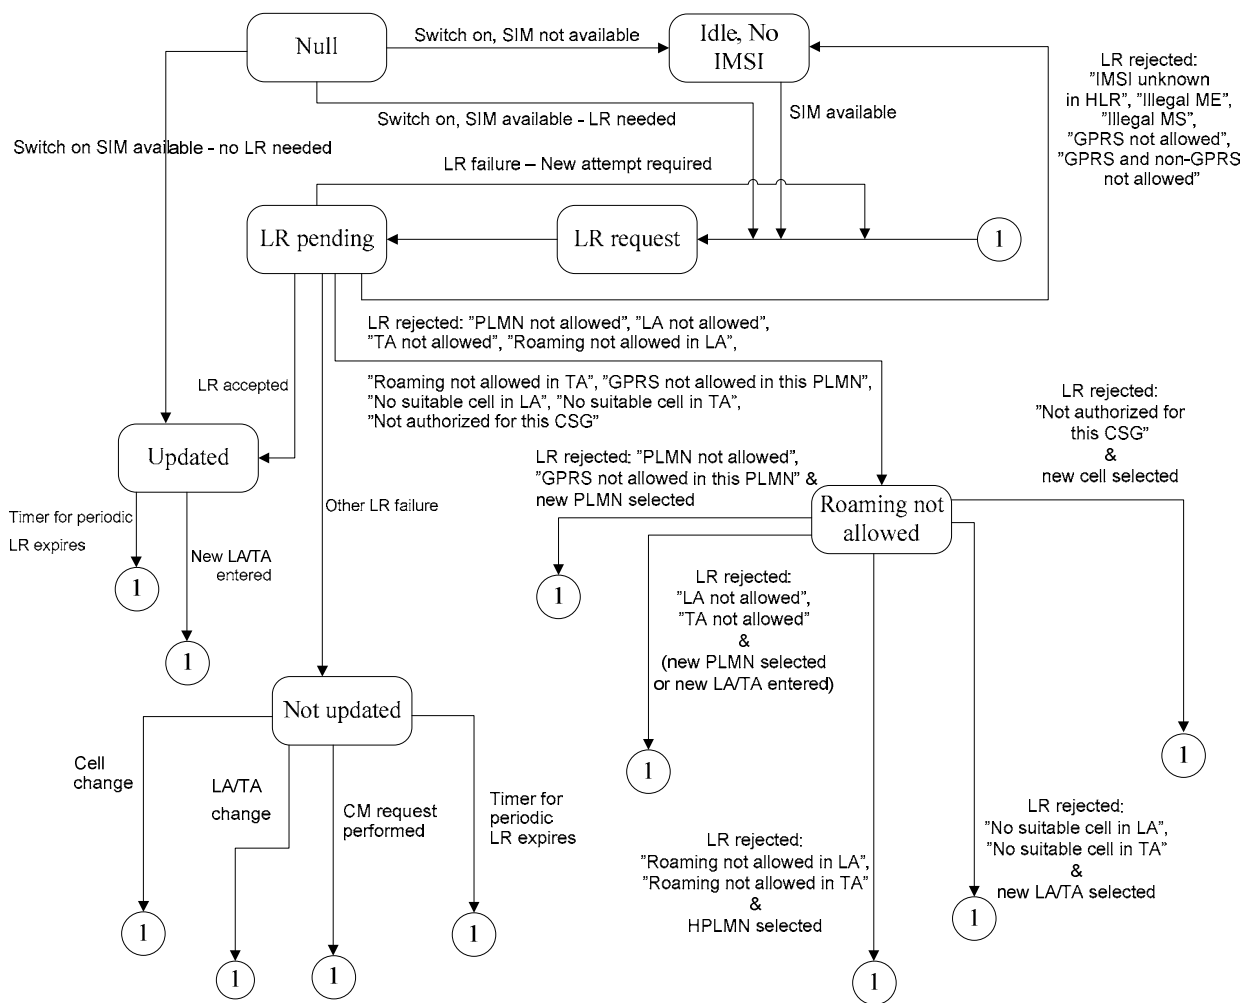 Null
Switch on, SIM not available
Idle, No
IMSI
LR rejected:
”IMSI unknown
in HLR”, ”Illegal ME”,
”Illegal MS”,
”GPRS not allowed”,
”GPRS and non-GPRS
not allowed”
SIM available
Switch on, SIM available - LR needed
Switch on SIM available - no LR needed
LR failure – New attempt required
LR pending
LR request
1
LR rejected: ”PLMN not allowed”, ”LA not allowed”,
”TA not allowed”, ”Roaming not allowed in LA”,
”Roaming not allowed in TA”, ”GPRS not allowed in this PLMN”,
”No suitable cell in LA”, ”No suitable cell in TA”,
”Not authorized for this CSG”
LR accepted
LR rejected:
”Not authorized for
this CSG”
&
new cell selected
Updated
LR rejected: ”PLMN not allowed”,
”GPRS not allowed in this PLMN” &
new PLMN selected
Roaming not
allowed
Other LR failure
Timer for periodic
LR expires
New LA/TA
entered
1
1
1
LR rejected:
”LA not allowed”,
”TA not allowed”
&
(new PLMN selected
or new LA/TA entered)
Not updated
1
1
Cell
change
LA/TA
change
CM request
performed
Timer for
periodic
LR expires
LR rejected:
”Roaming not allowed in LA”,
”Roaming not allowed in TA”
&
HPLMN selected
LR rejected:
”No suitable cell in LA”,
”No suitable cell in TA”
&
new LA/TA selected
1
1
1
1
1
1